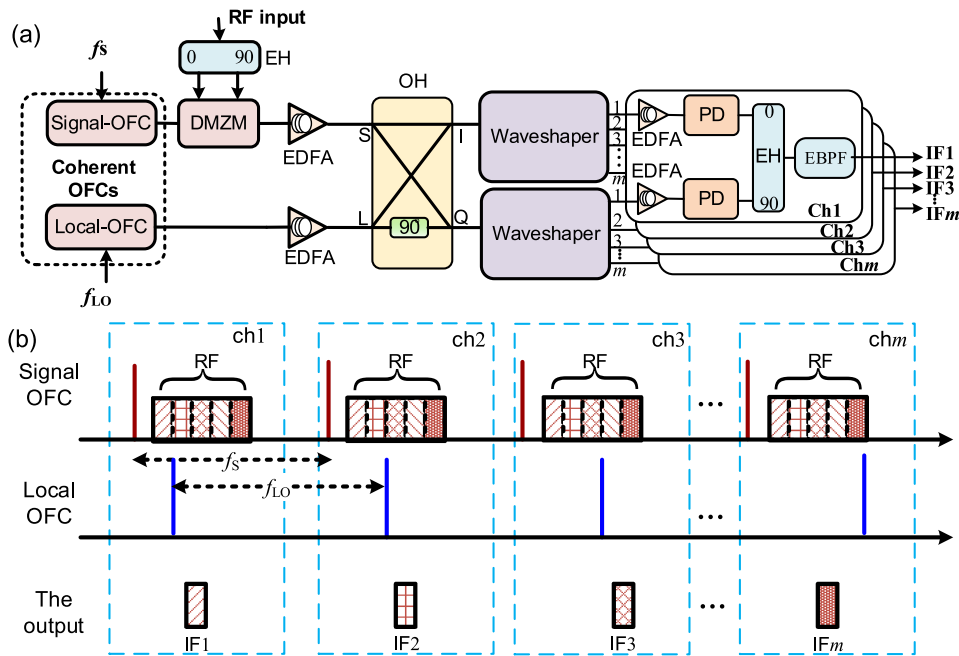 (a)
RF input
0 90
EH
fS
Signal-OFC
DMZM
EDFA
OH
S
I
Waveshaper
1
2
3
m
EDFA
PD
0
EH
90
EBPF
IF1
IF2
IF3
IFm
Coherent
OFCs
Local-OFC
fLO
EDFA
L
90
Q
Waveshaper
1
2
3
m
EDFA
PD
Ch1
Ch2
Ch3
Chm
(b)
ch1
ch2
ch3
chm
Signal
OFC
RF
RF
RF
RF
...
fS
fLO
Local
OFC
...
The
output
...
IF1
IF2
IF3
IFm